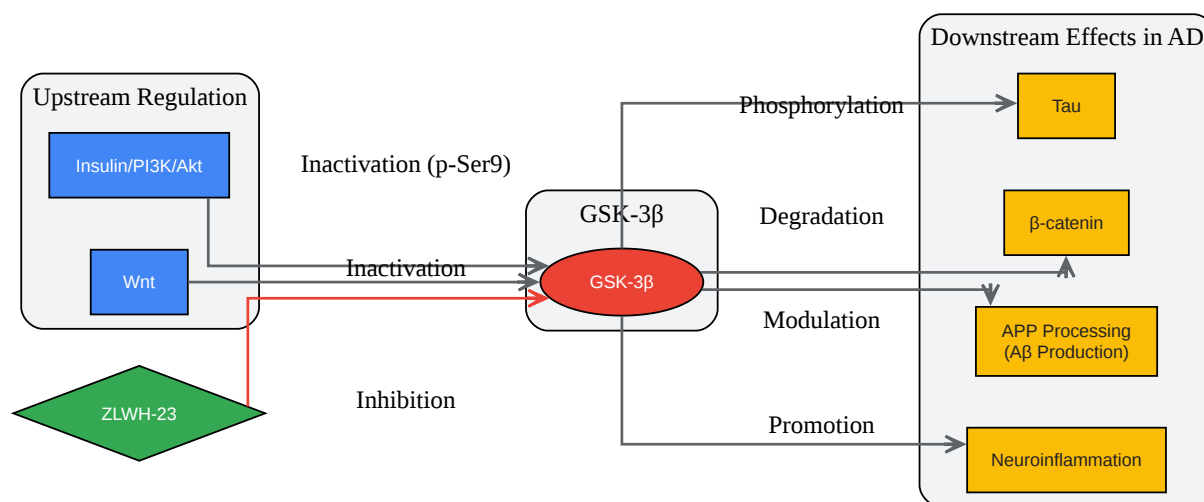 Downstream Effects in AD
Upstream Regulation
Phosphorylation
Tau
Insulin/PI3K/Akt
Inactivation (p-Ser9)
GSK-3β
Degradation
β-catenin
Wnt
Inactivation
GSK-3β
Modulation
APP Processing
(Aβ Production)
ZLWH-23
Inhibition
Promotion
Neuroinflammation